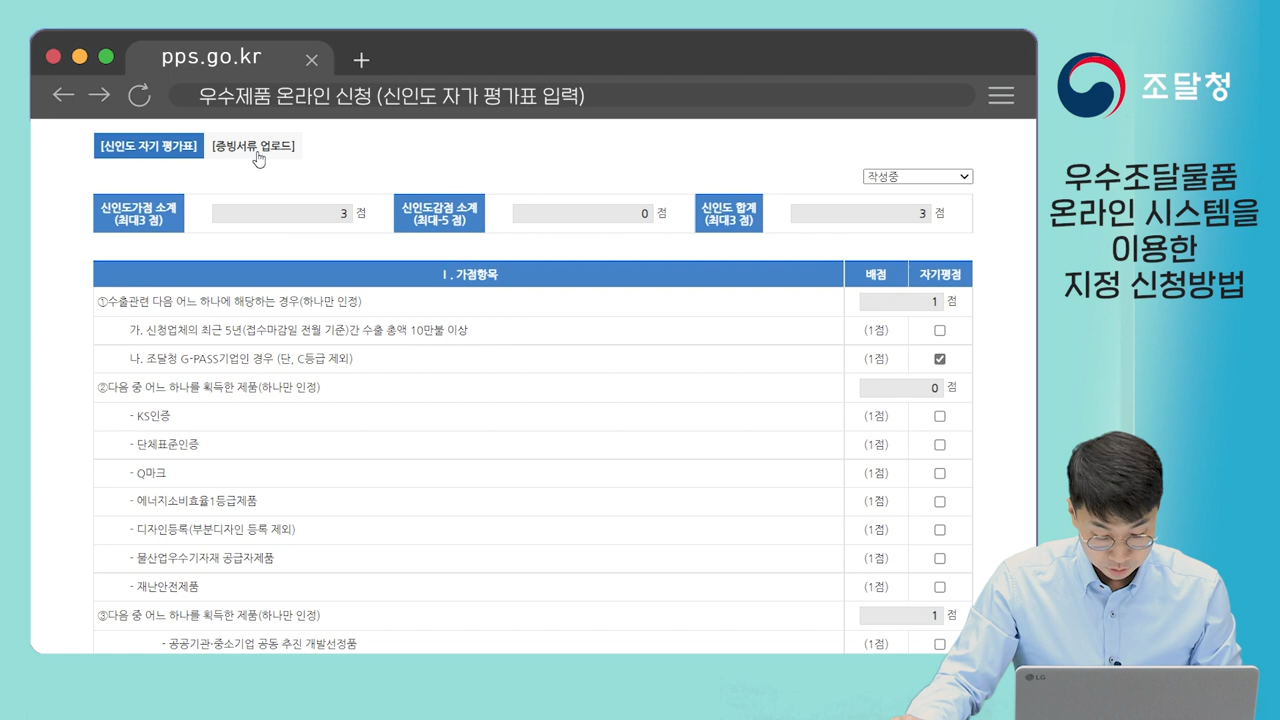 pps.go.kr
우수제품 온라인 신청 (신인도 자가 평가표 입력)
조달청
우수조달물품
온라인 시스템을
이용한
지정 신청방법
[신인도 자기 평가표] [증빙서류 업로드]
작성중
신인도가점 소계
(최대3 점)
3 점
신인도감점 소계
(최대-5 점)
0 점
신인도 합계
(최대3 점)
3 점
Ⅰ. 가점항목 배점 자기평점
①수출관련 다음 어느 하나에 해당하는 경우(하나만 인정) 1 점
가. 신청업체의 최근 5년(접수마감일 전월 기준)간 수출 총액 10만불 이상 (1점)
나. 조달청 G-PASS기업인 경우 (단, C등급 제외) (1점)
②다음 중 어느 하나를 획득한 제품(하나만 인정) 0 점
- KS인증 (1점)
- 단체표준인증 (1점)
- Q마크 (1점)
- 에너지소비효율1등급제품 (1점)
- 디자인등록(부분디자인 등록 제외) (1점)
- 물산업우수기자재 공급자제품 (1점)
- 재난안전제품 (1점)
③다음 중 어느 하나를 획득한 제품(하나만 인정) 1 점
- 공공기관·중소기업 공동 추진 개발선정품 (1점)
LG